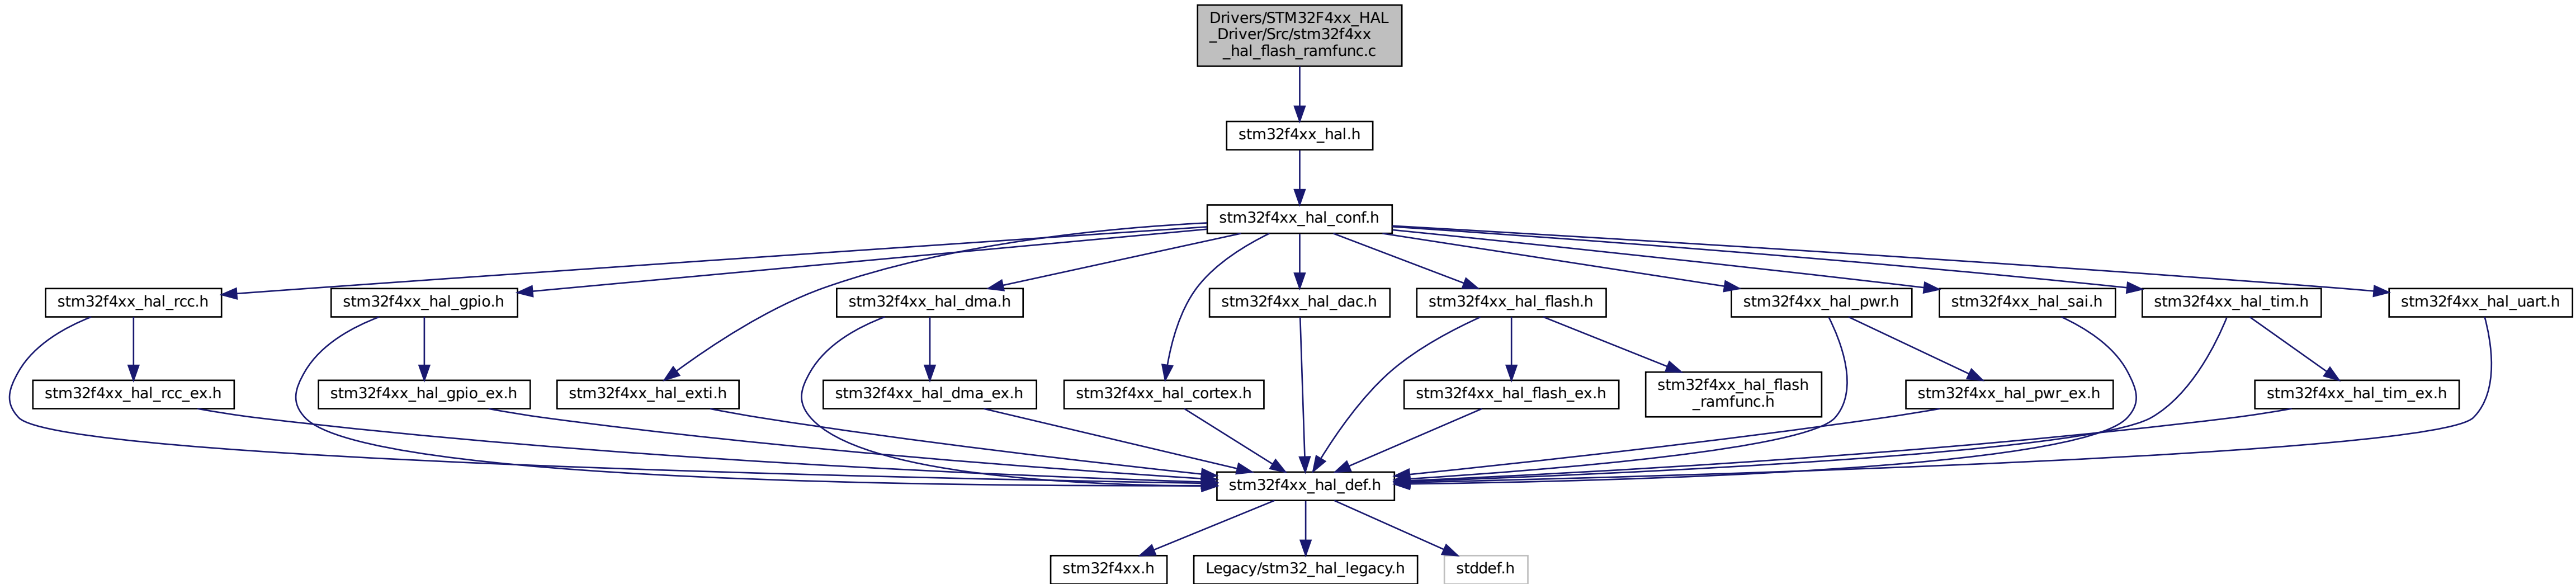 Drivers/STM32F4xx_HAL
_Driver/Src/stm32f4xx
_hal_flash_ramfunc.c
stm32f4xx_hal.h
stm32f4xx_hal_conf.h
stm32f4xx_hal_rcc.h
stm32f4xx_hal_gpio.h
stm32f4xx_hal_dma.h
stm32f4xx_hal_dac.h
stm32f4xx_hal_flash.h
stm32f4xx_hal_pwr.h
stm32f4xx_hal_sai.h
stm32f4xx_hal_tim.h
stm32f4xx_hal_uart.h
stm32f4xx_hal_rcc_ex.h
stm32f4xx_hal_gpio_ex.h
stm32f4xx_hal_exti.h
stm32f4xx_hal_dma_ex.h
stm32f4xx_hal_cortex.h
stm32f4xx_hal_flash_ex.h
stm32f4xx_hal_flash
_ramfunc.h
stm32f4xx_hal_pwr_ex.h
stm32f4xx_hal_tim_ex.h
stm32f4xx_hal_def.h
stm32f4xx.h
Legacy/stm32_hal_legacy.h
stddef.h